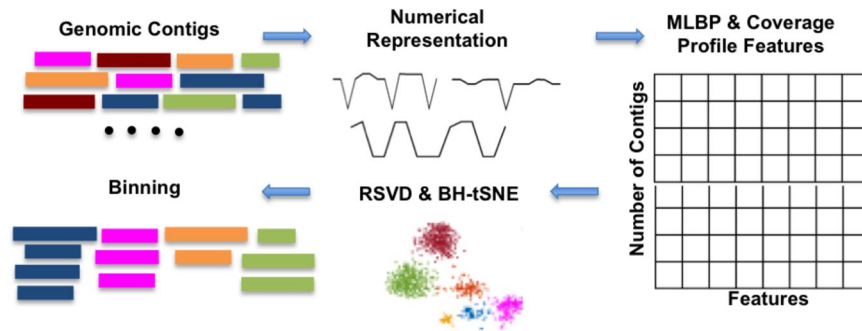 Genomic Contigs
Numerical
Representation
MLBP & Coverage
Profile Features
Number of Contigs
Features
RSVD & BH-tSNE
Binning